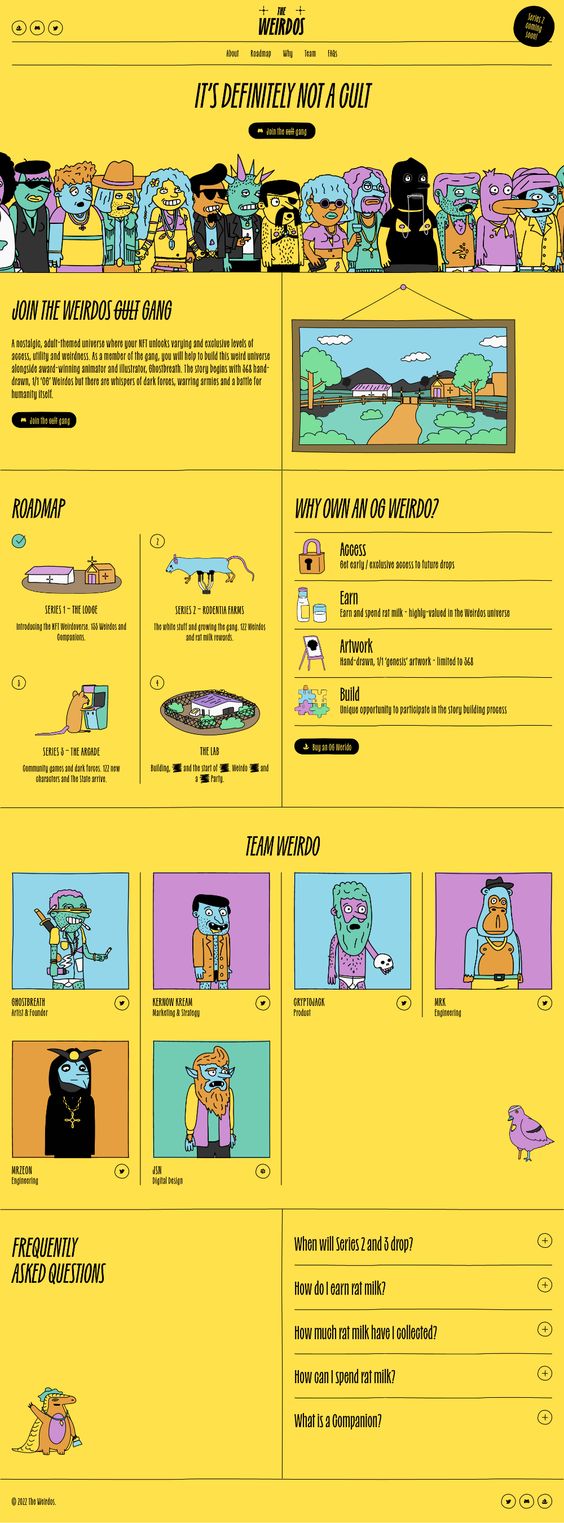 THE
WEIRDOS
Series 2
coming
soon!
About Roadmap Why Team FAQs
IT'S DEFINITELY NOT A CULT
Join the cult gang
JOIN THE WEIRDOS CULT GANG
A nostalgic, adult-themed universe where your NFT unlocks varying and exclusive levels of
access, utility and weirdness. As a member of the gang, you will help to build this weird universe
alongside award-winning animator and illustrator, Ghostbreath. The story begins with 368 hand-
drawn, 1/1 'OG' Weirdos but there are whispers of dark forces, warring armies and a battle for
humanity itself.
Join the cult gang
ROADMAP
2
SERIES 1 – THE LODGE
Introducing the NFT Weirdoverse. 133 Weirdos and
Companions.
SERIES 2 – RODENTIA FARMS
The white stuff and growing the gang. 122 Weirdos
and rat milk rewards.
3
4
SERIES 3 – THE ARCADE
Community games and dark forces. 122 new
characters and the State arrive.
THE LAB
Building, and the start of . Weirdo and
a Party.
WHY OWN AN OG WEIRDO?
Access
Get early / exclusive access to future drops
Earn
Earn and spend rat milk - highly-valued in the Weirdos universe
Artwork
Hand-drawn, 1/1 'genesis' artwork - limited to 368
Build
Unique opportunity to participate in the story building process
Buy an OG Werido
TEAM WEIRDO
GHOSTBREATH
Artist & Founder
KERNOW KREAM
Marketing & Strategy
CRYPTOJACK
Product
MRK
Engineering
MRZEON
Engineering
JSN
Digital Design
FREQUENTLY
ASKED QUESTIONS
When will Series 2 and 3 drop?
How do I earn rat milk?
How much rat milk have I collected?
How can I spend rat milk?
What is a Companion?
© 2022 The Weirdos.